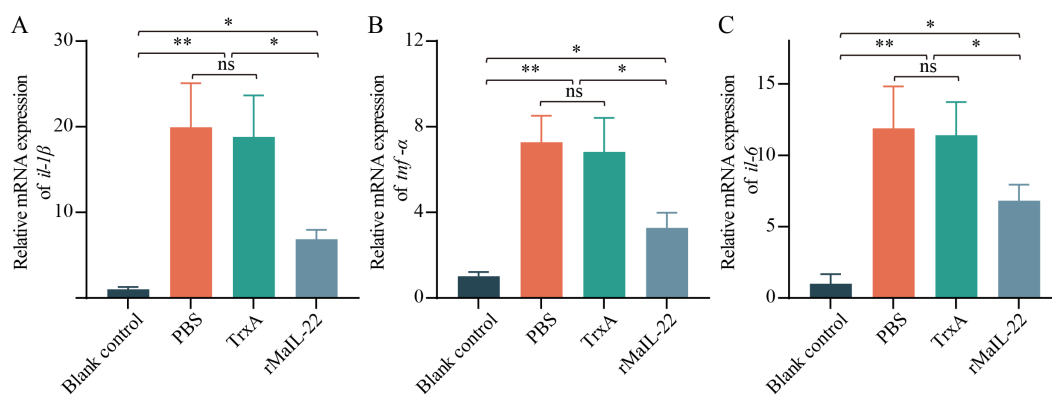 A
Relative mRNA expression
of il-1β
30
20
10
*
**
*
ns
Blank control
PBS
TrxA
rMaIL-22
B
Relative mRNA expression
of tnf-α
12
8
4
0
*
**
*
ns
Blank control
PBS
TrxA
rMaIL-22
C
Relative mRNA expression
of il-6
15
10
5
0
*
**
*
ns
Blank control
PBS
TrxA
rMaIL-22